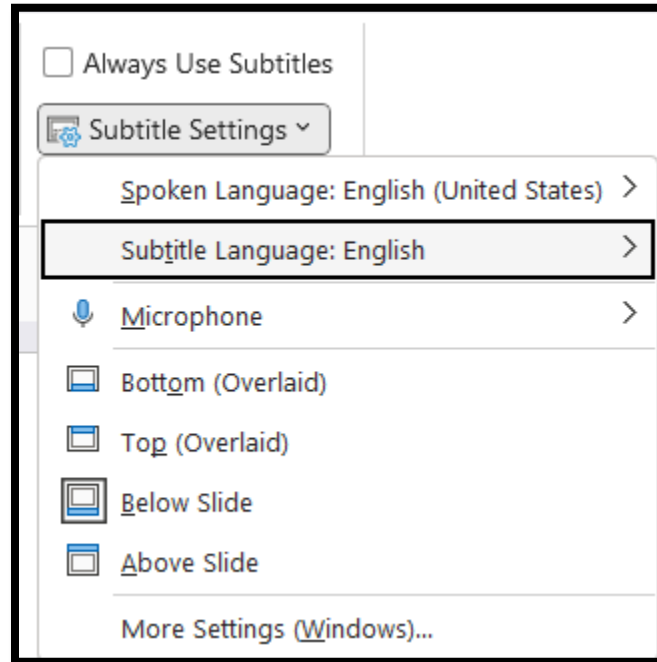 Always Use Subtitles
Subtitle Settings
Spoken Language: English (United States)
Subtitle Language: English
Microphone
Bottom (Overlaid)
Top (Overlaid)
Below Slide
Above Slide
More Settings (Windows)...